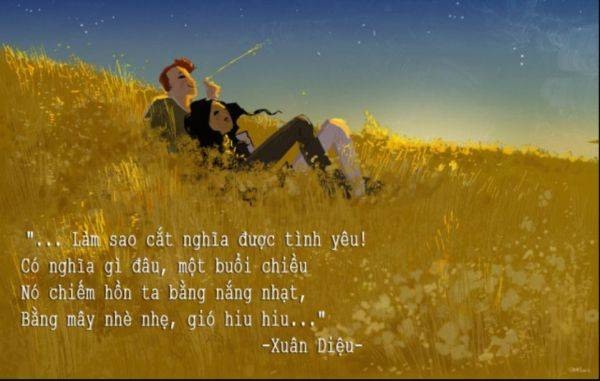 "... Làm sao cắt nghĩa được tình yêu!
Có nghĩa gì đâu, một buổi chiều
Nó chiếm hồn ta bằng nắng nhạt,
Bằng mây nhè nhẹ, gió hiu hiu..."
-Xuân Diệu-